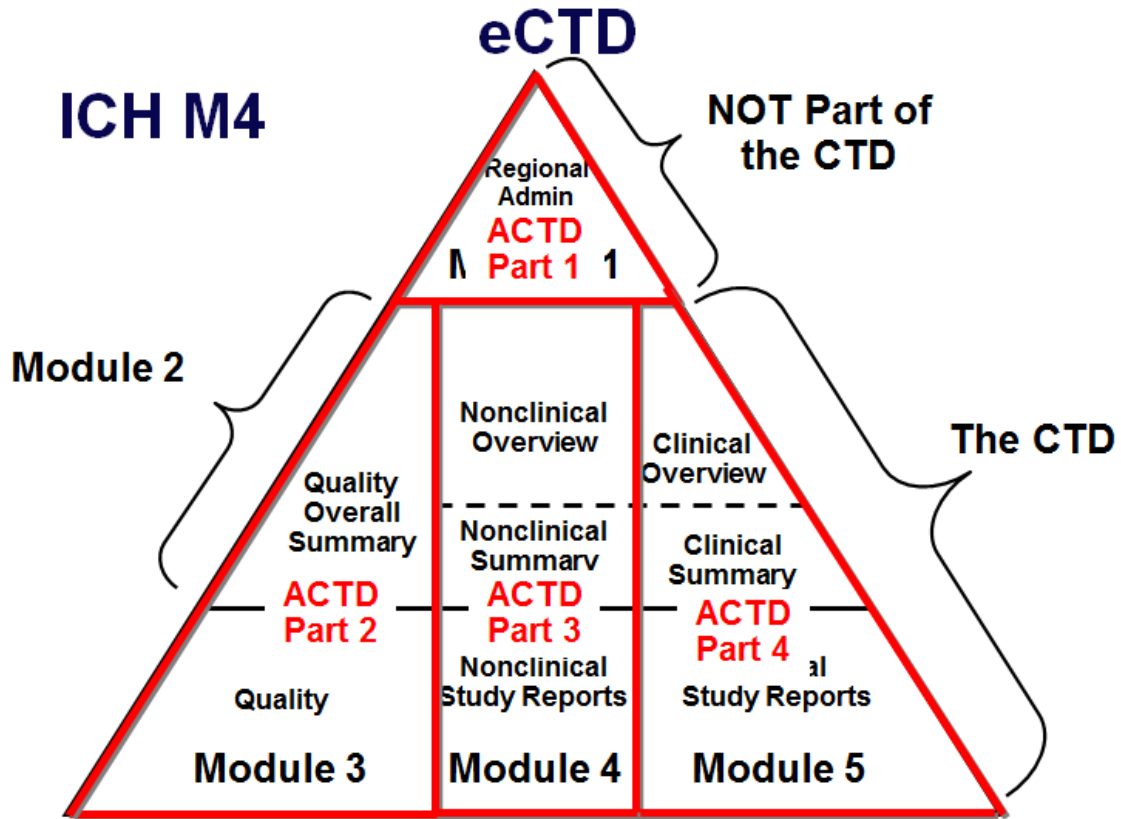 eCTD
ICH M4
NOT Part of
the CTD
Regional
Admin
ACTD
Part 1
1
Module 2
The CTD
Nonclinical
Overview
Clinical
Overview
Quality
Overall
Summary
Nonclinical
Summary
Clinical
Summary
ACTD
Part 2
ACTD
Part 3
ACTD
Part 4
Quality
Nonclinical
Study Reports
Study Reports
Module 3
Module 4
Module 5